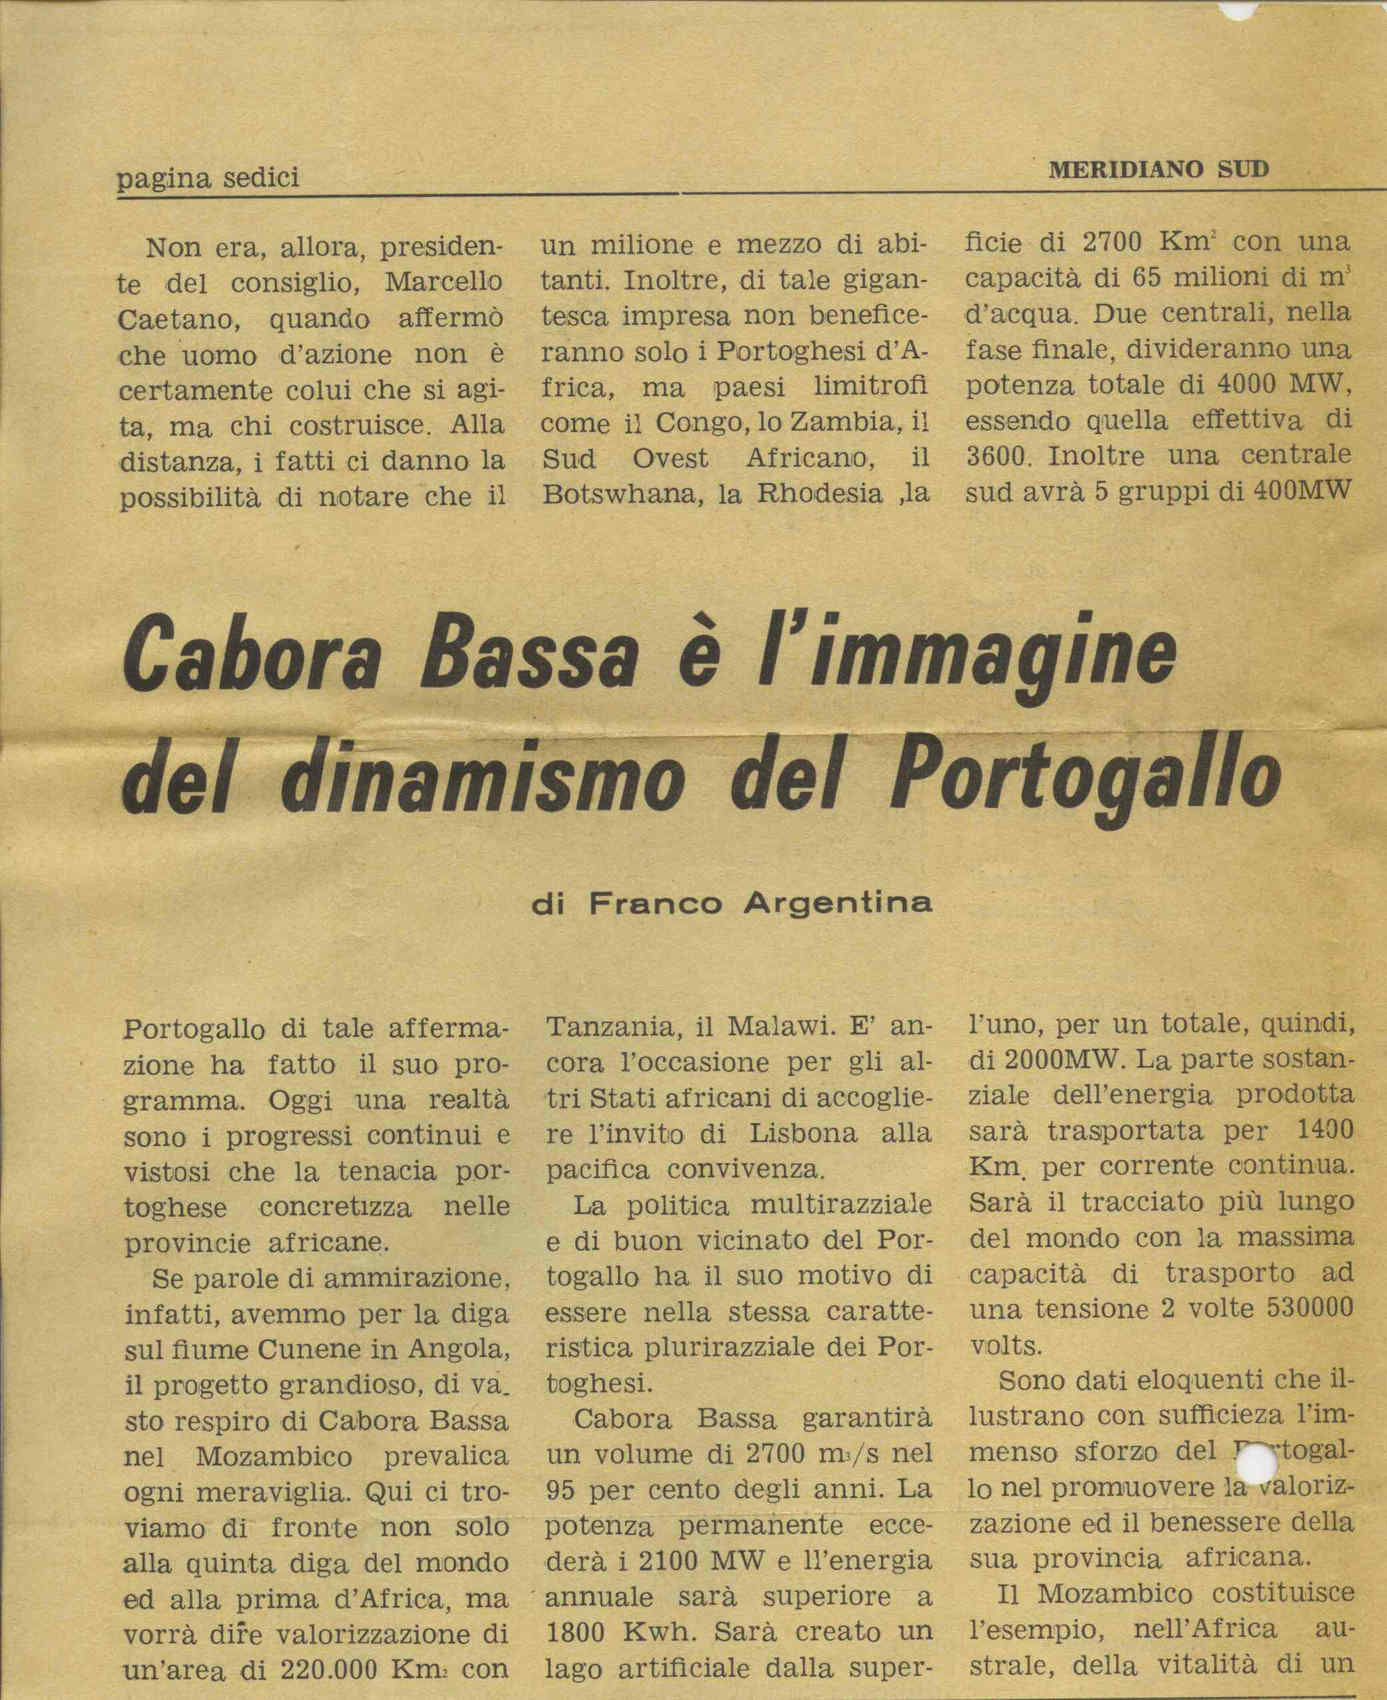 pagina sedici
MERIDIANO SUD
Cabora Bassa è l'immagine
del dinamismo del Portogallo
di Franco Argentina
Non era, allora, presiden-
te del consiglio, Marcello
Caetano, quando affermò
che uomo d'azione non è
certamente colui che si agi-
ta, ma chi costruisce. Alla
distanza, i fatti ci danno la
possibilità di notare che il
Portogallo di tale afferma-
zione ha fatto il suo pro-
gramma. Oggi una realtà
sono i progressi continui e
vistosi che la tenacia por-
toghese concretizza nelle
provincie africane.
Se parole di ammirazione,
infatti, avemmo per la diga
sul fiume Cunene in Angola,
il progetto grandioso, di va-
sto respiro di Cabora Bassa
nel Mozambico prevalica
ogni meraviglia. Qui ci tro-
viamo di fronte non solo
alla quinta diga del mondo
ed alla prima d'Africa, ma
vorrà dire valorizzazione di
un'area di 220.000 Km² con
un milione e mezzo di abi-
tanti. Inoltre, di tale gigan-
tesca impresa non benefice-
ranno solo i Portoghesi d'A-
frica, ma paesi limitrofi
come il Congo, lo Zambia, il
Sud Ovest Africano, il
Botswhana, la Rhodesia ,la
Tanzania, il Malawi. E' an-
cora l'occasione per gli al-
tri Stati africani di accoglie-
re l'invito di Lisbona alla
pacifica convivenza.
La politica multirazziale
e di buon vicinato del Por-
togallo ha il suo motivo di
essere nella stessa caratte-
ristica plurirazziale dei Por-
toghesi.
Cabora Bassa garantirà
un volume di 2700 m³/s nel
95 per cento degli anni. La
potenza permanente ecce-
derà i 2100 MW e ll'energia
annuale sarà superiore a
1800 Kwh. Sarà creato un
lago artificiale dalla super-
ficie di 2700 Km² con una
capacità di 65 milioni di m³
d'acqua. Due centrali, nella
fase finale, divideranno una
potenza totale di 4000 MW,
essendo quella effettiva di
3600. Inoltre una centrale
sud avrà 5 gruppi di 400MW
l'uno, per un totale, quindi,
di 2000MW. La parte sostan-
ziale dell'energia prodotta
sarà trasportata per 1400
Km. per corrente continua.
Sarà il tracciato più lungo
del mondo con la massima
capacità di trasporto ad
una tensione 2 volte 530000
volts.
Sono dati eloquenti che il-
lustrano con sufficieza l'im-
menso sforzo del Portogal-
lo nel promuovere la valoriz-
zazione ed il benessere della
sua provincia africana.
Il Mozambico costituisce
l'esempio, nell'Africa au-
strale, della vitalità di un